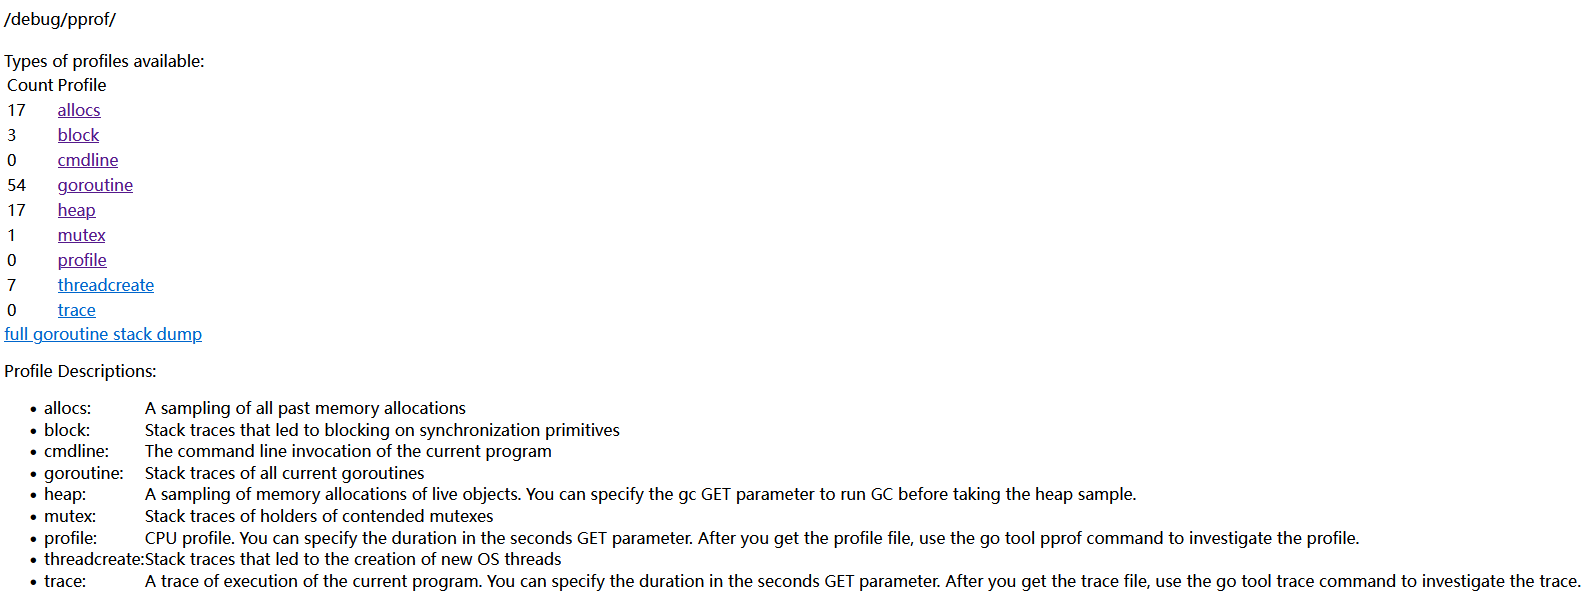 /debug/pprof/
Types of profiles available:
Count Profile
17 allocs
3 block
0 cmdline
54 goroutine
17 heap
1 mutex
0 profile
7 threadcreate
0 trace
full goroutine stack dump
Profile Descriptions:
• allocs: A sampling of all past memory allocations
• block: Stack traces that led to blocking on synchronization primitives
• cmdline: The command line invocation of the current program
• goroutine: Stack traces of all current goroutines
• heap: A sampling of memory allocations of live objects. You can specify the gc GET parameter to run GC before taking the heap sample.
• mutex: Stack traces of holders of contended mutexes
• profile: CPU profile. You can specify the duration in the seconds GET parameter. After you get the profile file, use the go tool pprof command to investigate the profile.
• threadcreate:Stack traces that led to the creation of new OS threads
• trace: A trace of execution of the current program. You can specify the duration in the seconds GET parameter. After you get the trace file, use the go tool trace command to investigate the trace.